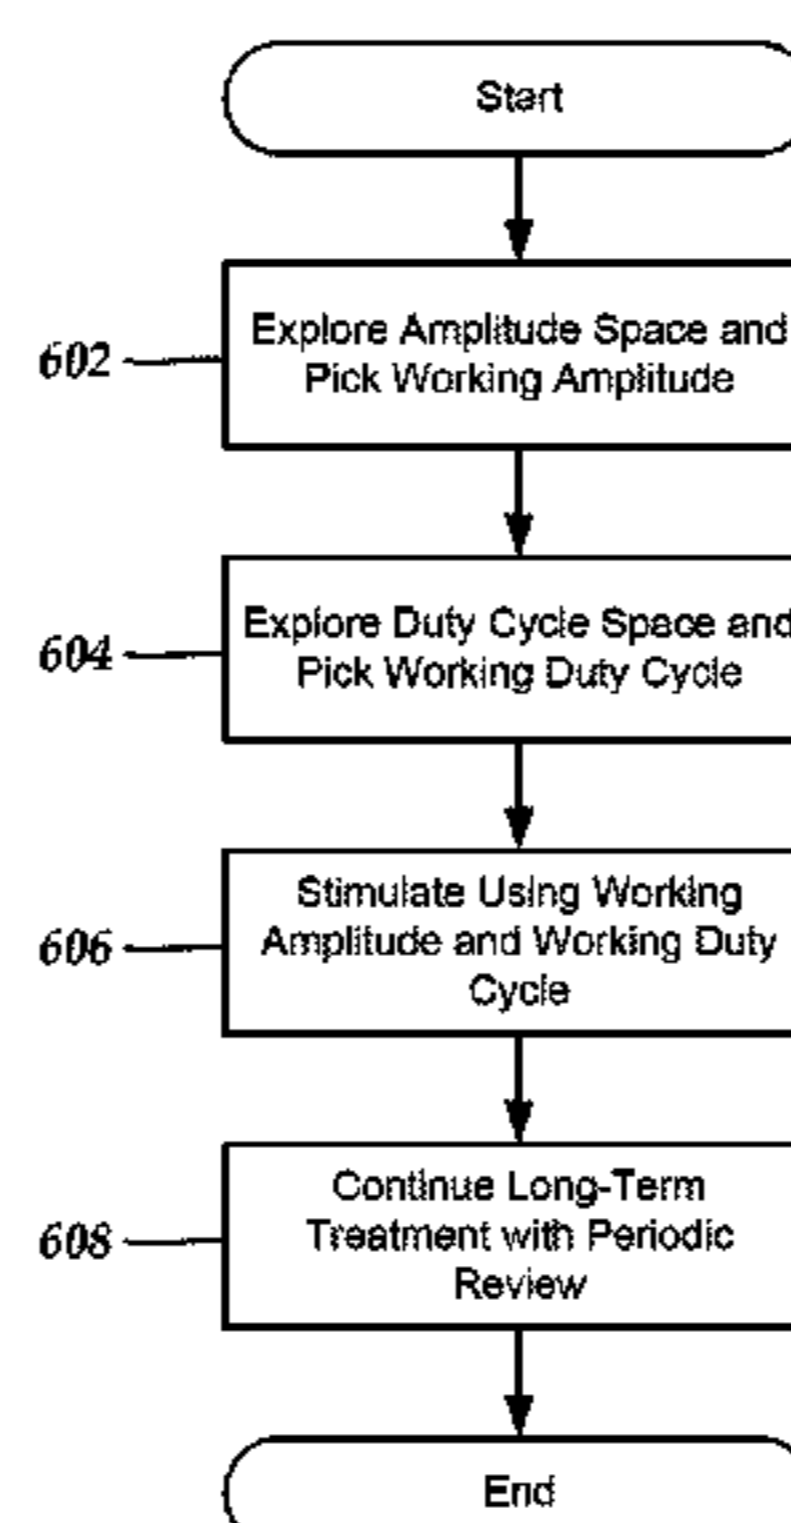 Start
602
Explore Amplitude Space and
Pick Working Amplitude
604
Explore Duty Cycle Space and
Pick Working Duty Cycle
606
Stimulate Using Working
Amplitude and Working Duty
Cycle
608
Continue Long-Term
Treatment with Periodic
Review
End